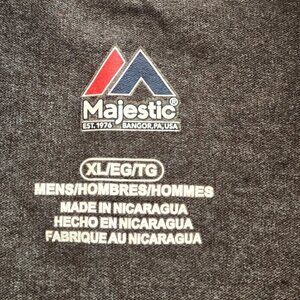 Majestic®
EST. 1976 BANGOR, PA, USA
XL/EG/TG
MENS/HOMBRES/HOMMES
MADE IN NICARAGUA
HECHO EN NICARAGUA
FABRIQUE AU NICARAGUA